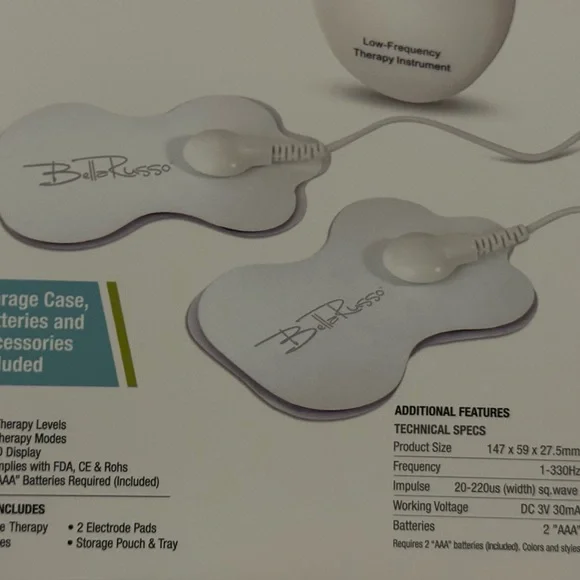 Low-Frequency
Therapy Instrument
BellaRusso
BellaRusso
rage Case,
tteries and
cessories
luded
herapy Levels
herapy Modes
D Display
mplies with FDA, CE & Rohs
AAA" Batteries Required (Included)
NCLUDES
e Therapy
es
• 2 Electrode Pads
• Storage Pouch & Tray
ADDITIONAL FEATURES
TECHNICAL SPECS
Product Size 147 x 59 x 27.5mm
Frequency 1-330Hz
Impulse 20-220us (width) sq.wave
Working Voltage DC 3V 30mA
Batteries 2 "AAA"
Requires 2 "AAA" batteries (included). Colors and styles